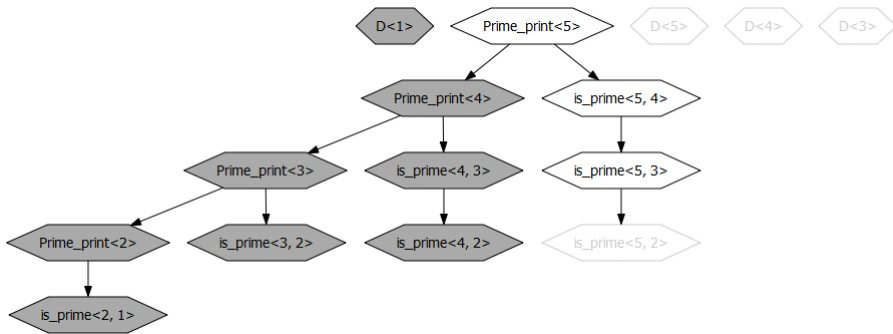 D<1> Prime_print<5> D<5> D<4> D<3>
Prime_print<4> is_prime<5, 4>
Prime_print<3> is_prime<4, 3> is_prime<5, 3>
Prime_print<2> is_prime<3, 2> is_prime<4, 2> is_prime<5, 2>
is_prime<2, 1>